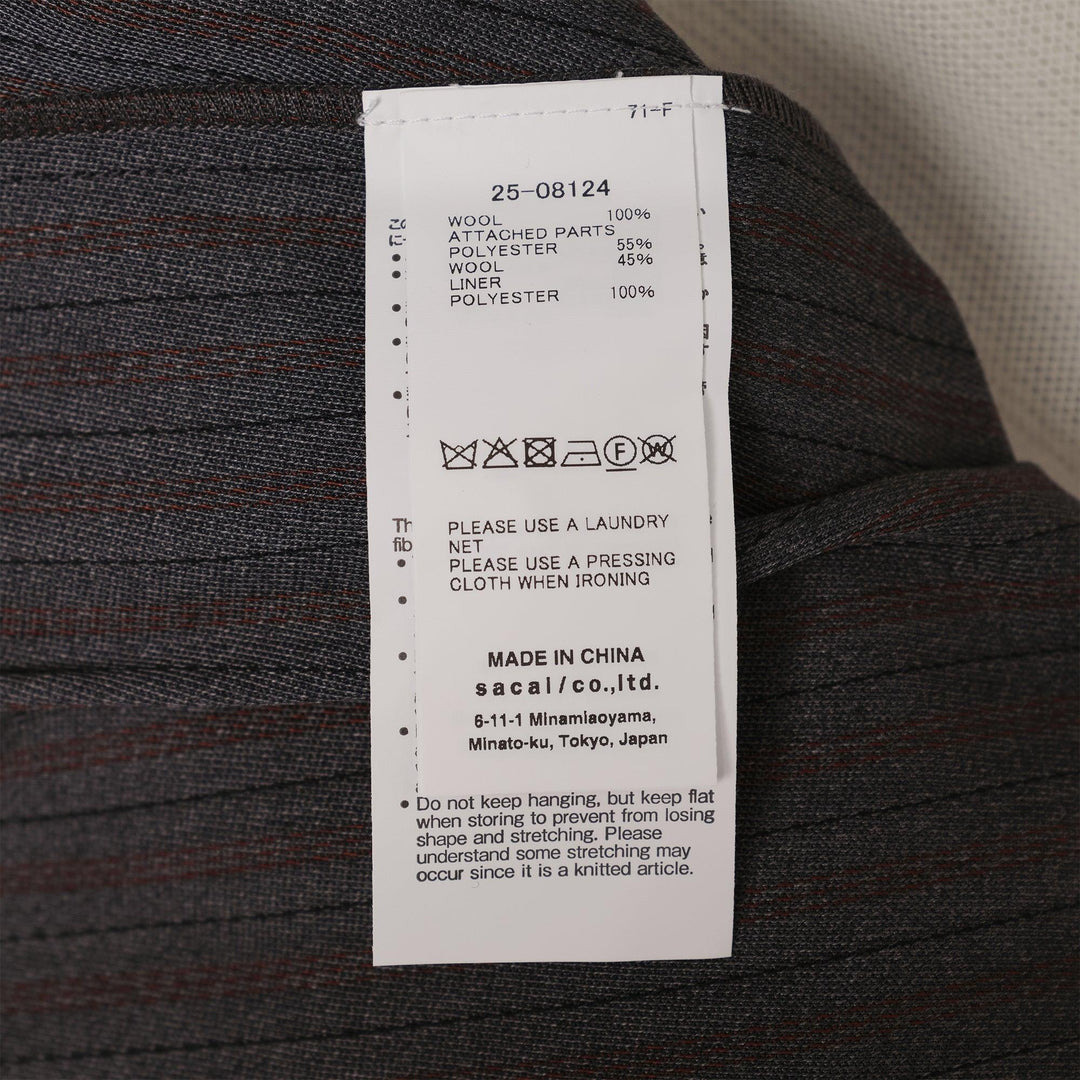 71-F
25-08124
WOOL 100%
ATTACHED PARTS
POLYESTER 55%
WOOL 45%
LINER
POLYESTER 100%
F W
PLEASE USE A LAUNDRY
NET
PLEASE USE A PRESSING
CLOTH WHEN IRONING
MADE IN CHINA
sacai/co.,ltd.
6-11-1 Minamiaoyama,
Minato-ku, Tokyo, Japan
Th
fib
• Do not keep hanging, but keep flat
when storing to prevent from losing
shape and stretching. Please
understand some stretching may
occur since it is a knitted article.